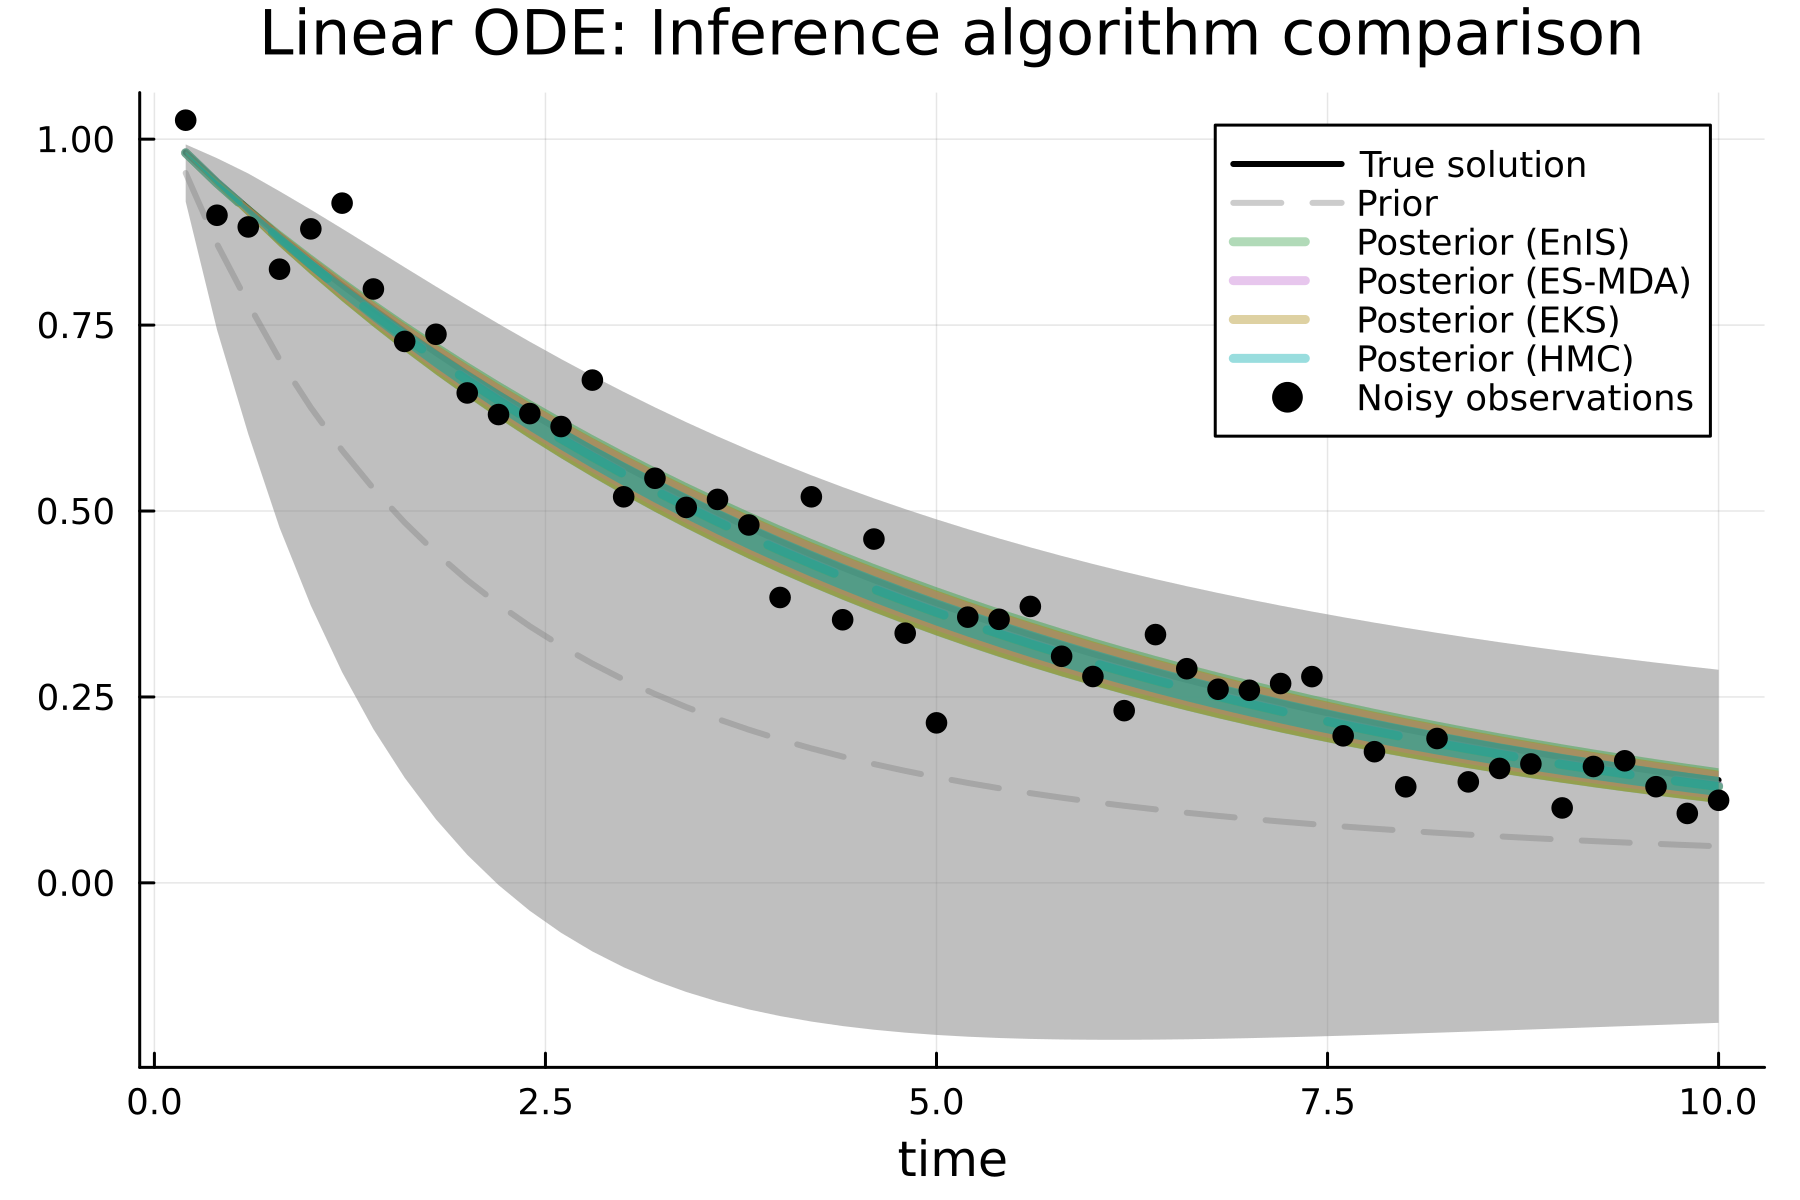 Linear ODE: Inference algorithm comparison
1.00
0.75
0.50
0.25
0.00
True solution
Prior
Posterior (EnIS)
Posterior (ES-MDA)
Posterior (EKS)
Posterior (HMC)
Noisy observations
0.0 2.5 5.0 7.5 10.0
time